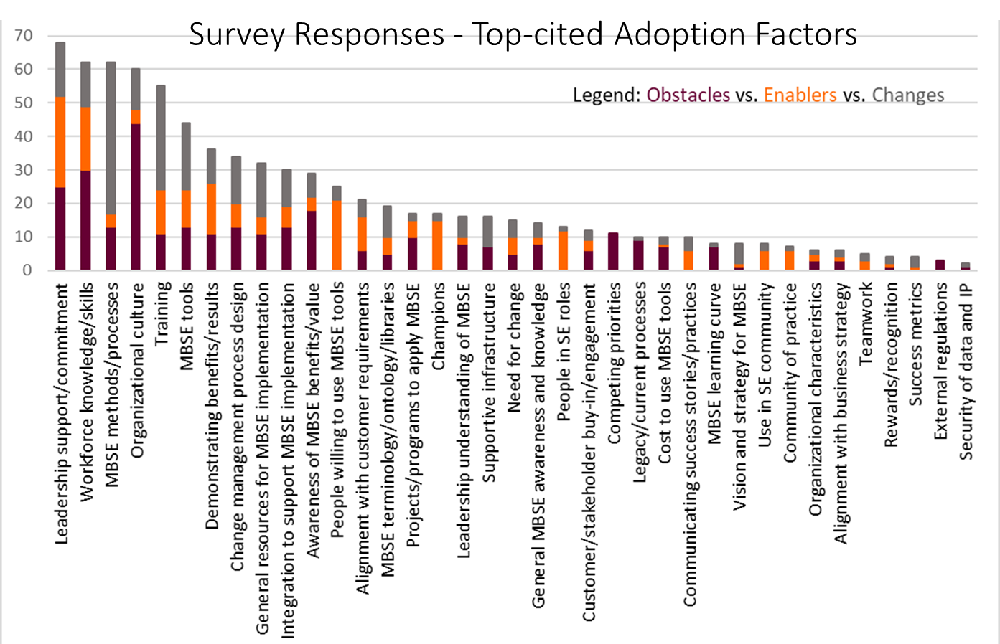 Survey Responses - Top-cited Adoption Factors
Legend: Obstacles vs. Enablers vs. Changes
70
60
50
40
30
20
10
0
Leadership support/commitment
Workforce knowledge/skills
MBSE methods/processes
Organizational culture
Training
MBSE tools
Demonstrating benefits/results
Change management process design
General resources for MBSE implementation
Integration to support MBSE implementation
Awareness of MBSE benefits/value
People willing to use MBSE tools
Alignment with customer requirements
MBSE terminology/ontology/libraries
Projects/programs to apply MBSE
Champions
Leadership understanding of MBSE
Supportive infrastructure
Need for change
General MBSE awareness and knowledge
People in SE roles
Customer/stakeholder buy-in/engagement
Competing priorities
Legacy/current processes
Cost to use MBSE tools
Communicating success stories/practices
MBSE learning curve
Vision and strategy for MBSE
Use in SE community
Community of practice
Organizational characteristics
Alignment with business strategy
Teamwork
Rewards/recognition
Success metrics
External regulations
Security of data and IP